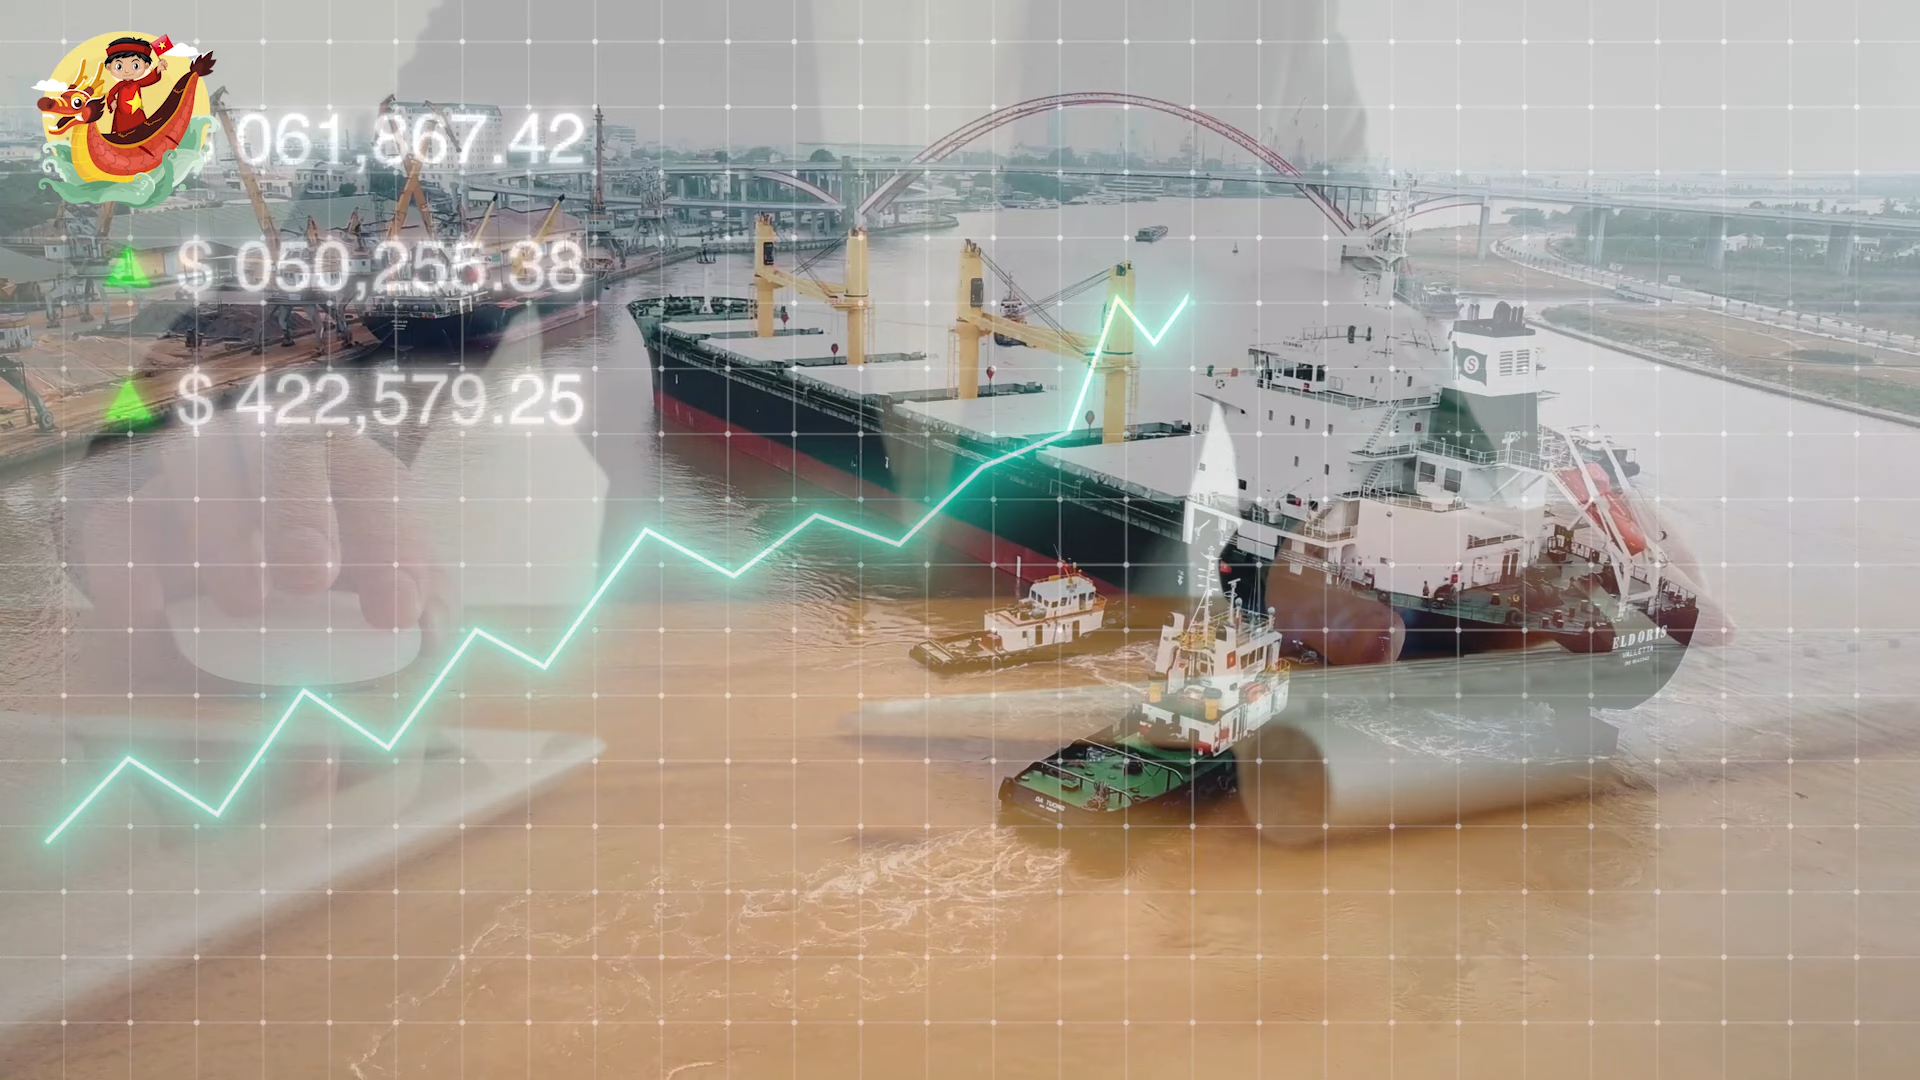 061,867.42
$ 050,255.38
$ 422,579.25
S
ELDORIS
VALLETTA